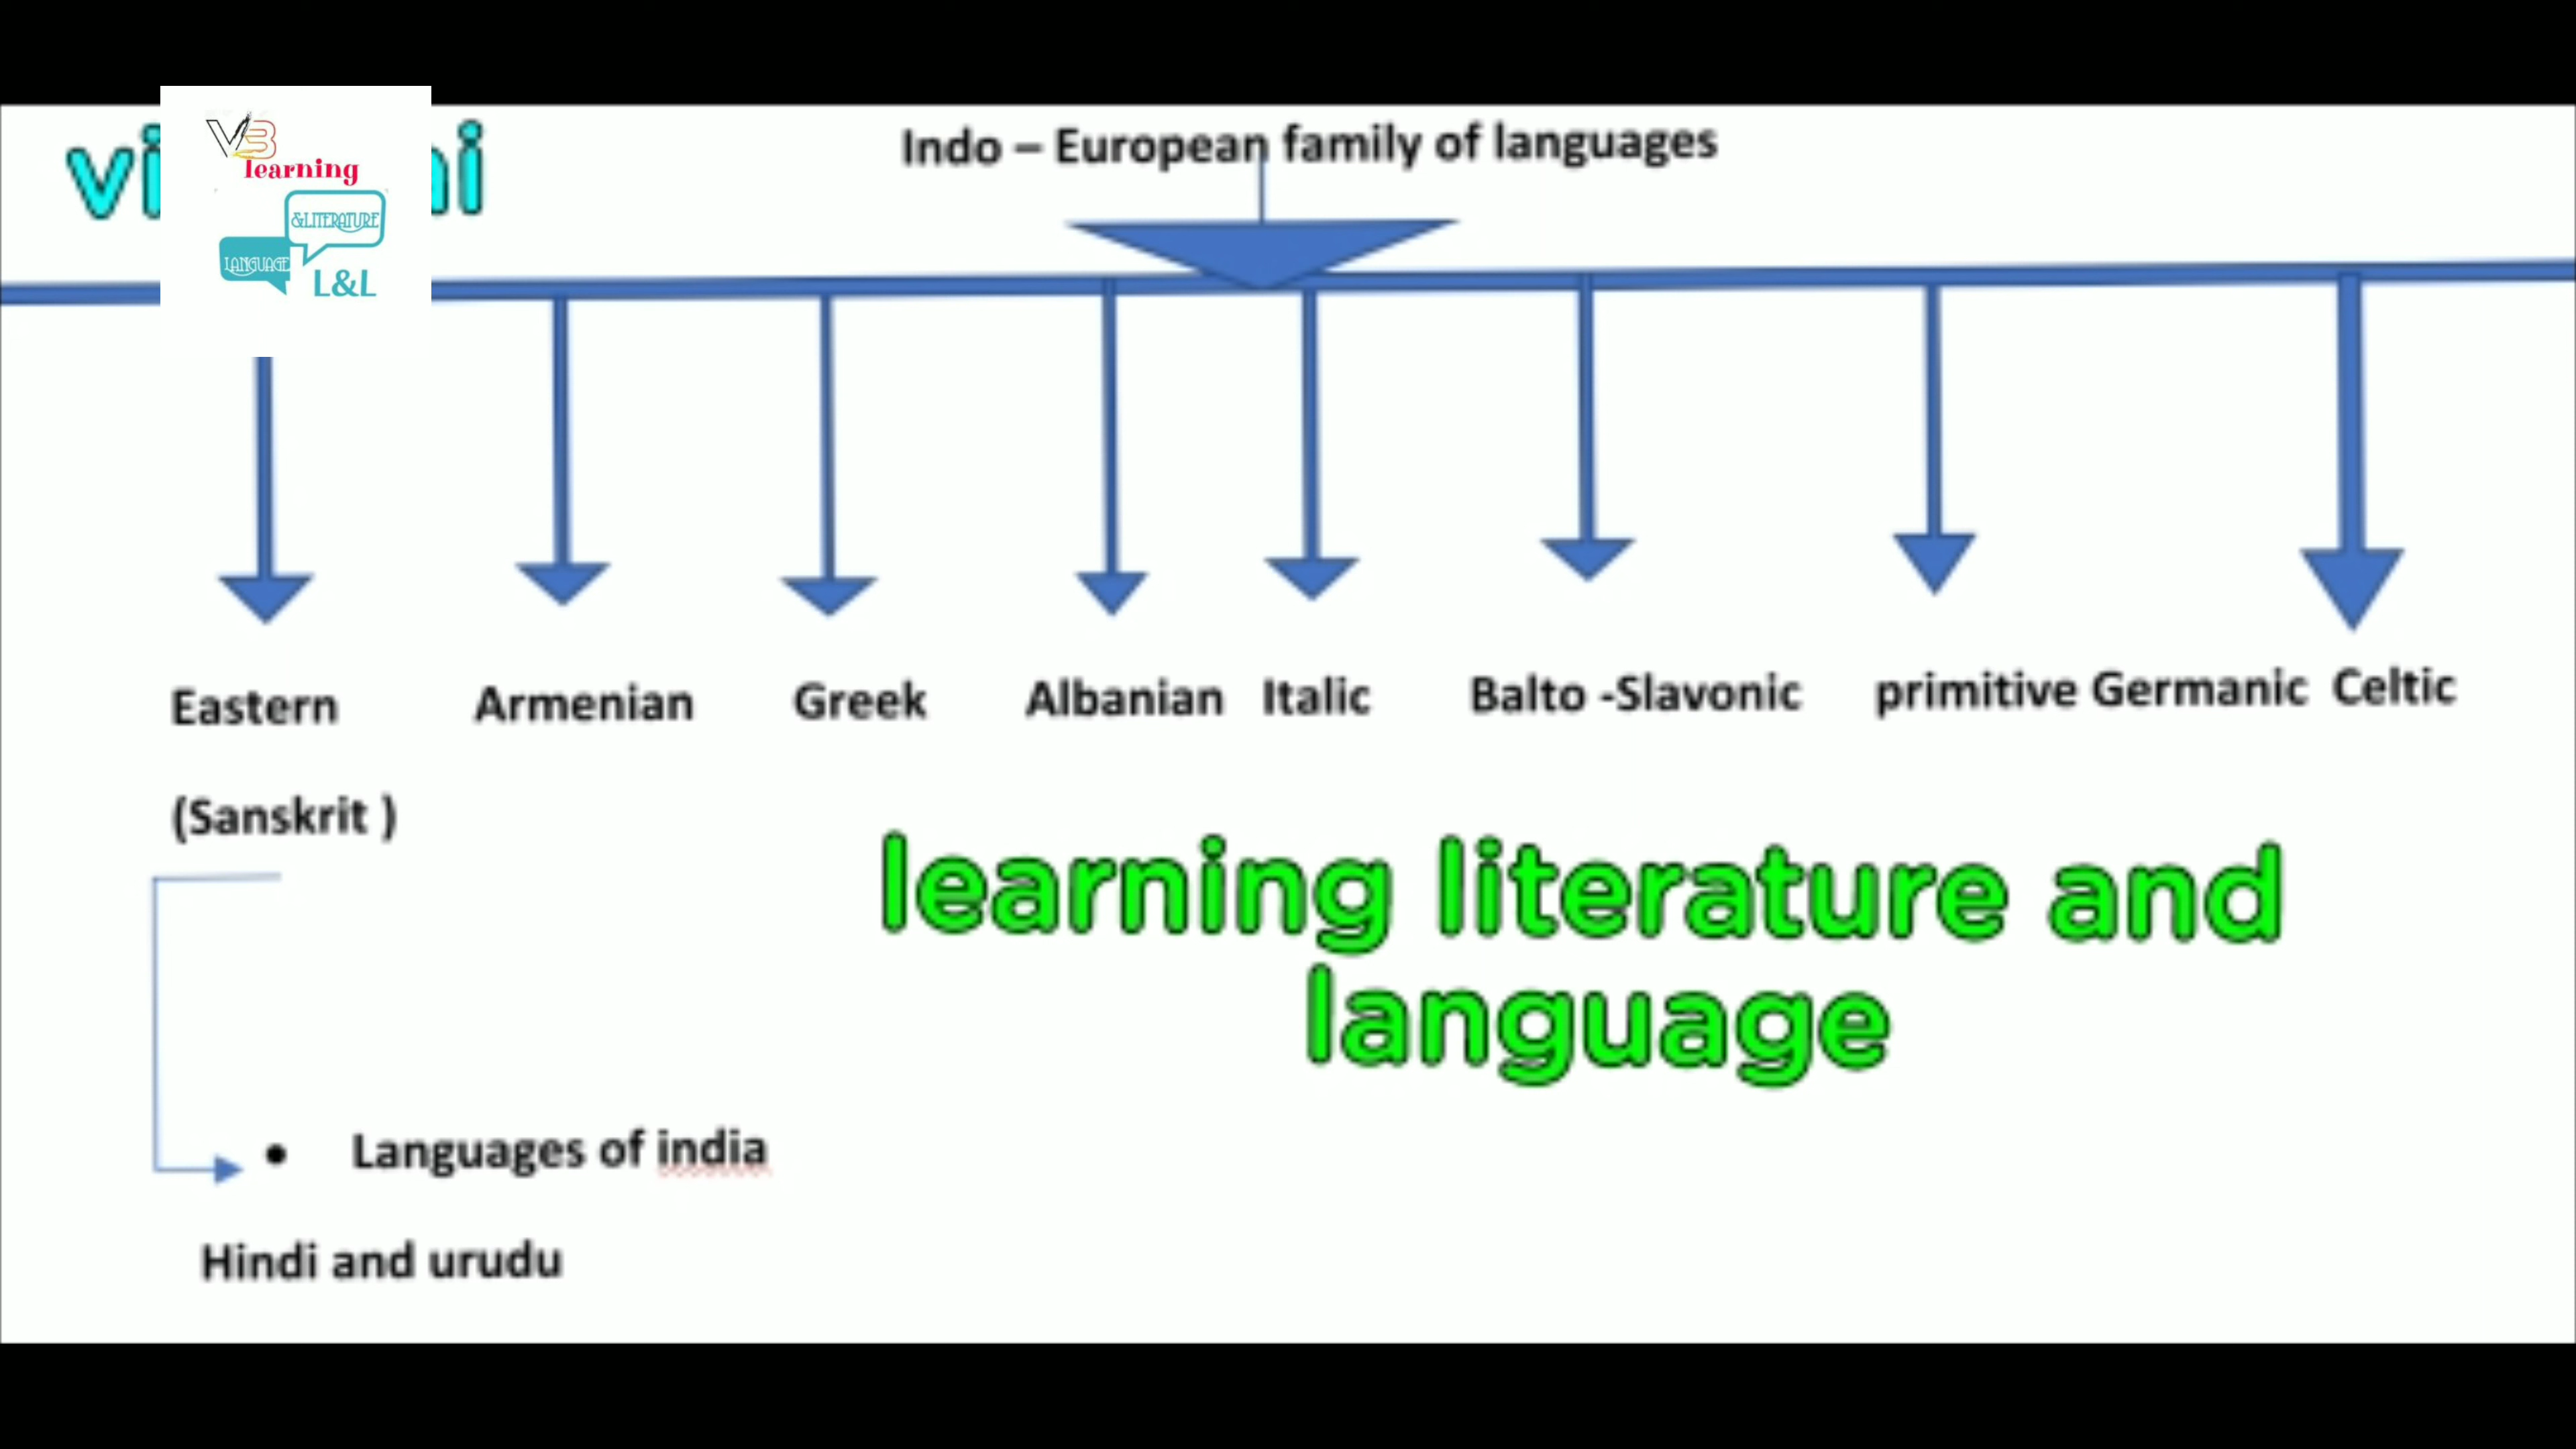 VB
learning
&LITERATURE
LANGUAGE
L&L
Indo – European family of languages
Eastern Armenian Greek Albanian Italic Balto -Slavonic primitive Germanic Celtic
(Sanskrit )
learning literature and
language
• Languages of india
Hindi and urudu